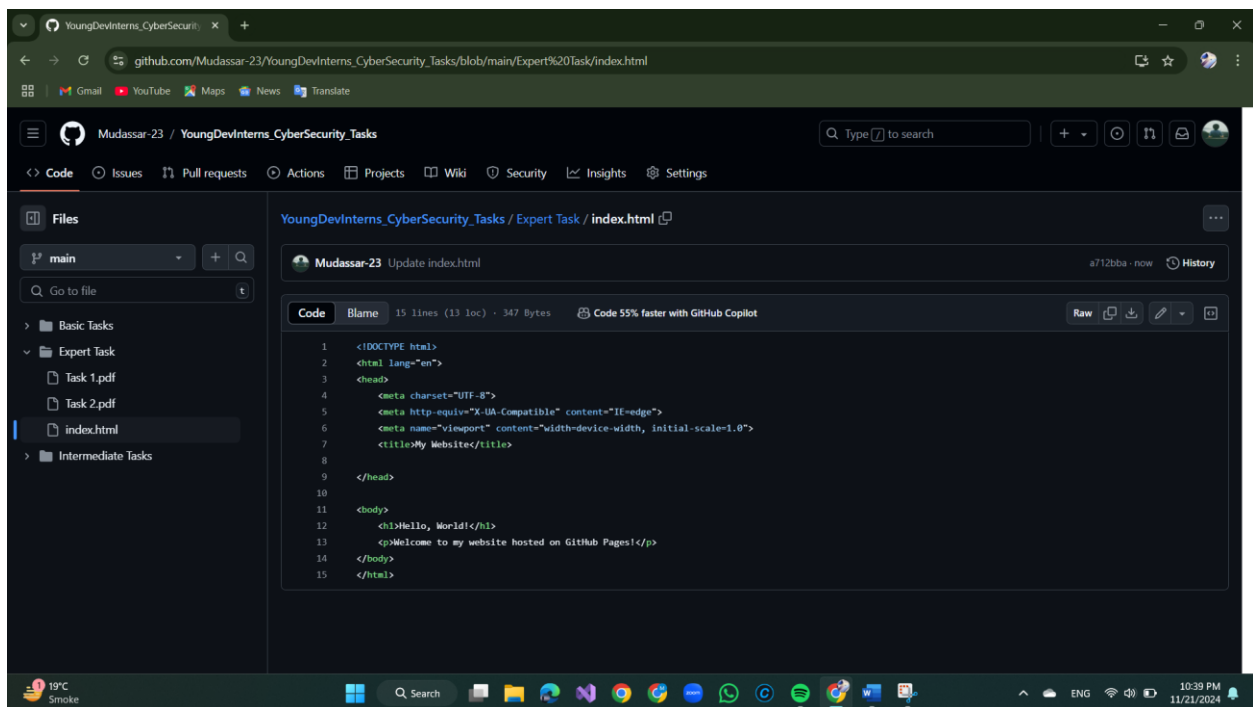 YoungDevInterns_CyberSecurity
github.com/Mudassar-23/YoungDevInterns_CyberSecurity_Tasks/blob/main/Expert%20Task/index.html
Gmail YouTube Maps News Translate
Mudassar-23 / YoungDevInterns_CyberSecurity_Tasks
Type / to search
Code Issues Pull requests Actions Projects Wiki Security Insights Settings
Files
YoungDevInterns_CyberSecurity_Tasks / Expert Task / index.html
main
Mudassar-23 Update index.html
a712bba · now History
Go to file t
Code Blame 15 lines (13 loc) · 347 Bytes Code 55% faster with GitHub Copilot Raw
Basic Tasks
Expert Task
Task 1.pdf
Task 2.pdf
index.html
Intermediate Tasks
1 <!DOCTYPE html>
2 <html lang="en">
3 <head>
4 <meta charset="UTF-8">
5 <meta http-equiv="X-UA-Compatible" content="IE=edge">
6 <meta name="viewport" content="width=device-width, initial-scale=1.0">
7 <title>My Website</title>
8
9 </head>
10
11 <body>
12 <h1>Hello, World!</h1>
13 <p>Welcome to my website hosted on GitHub Pages!</p>
14 </body>
15 </html>
1
19°C
Smoke
Search
zoom
ENG
10:39 PM
11/21/2024